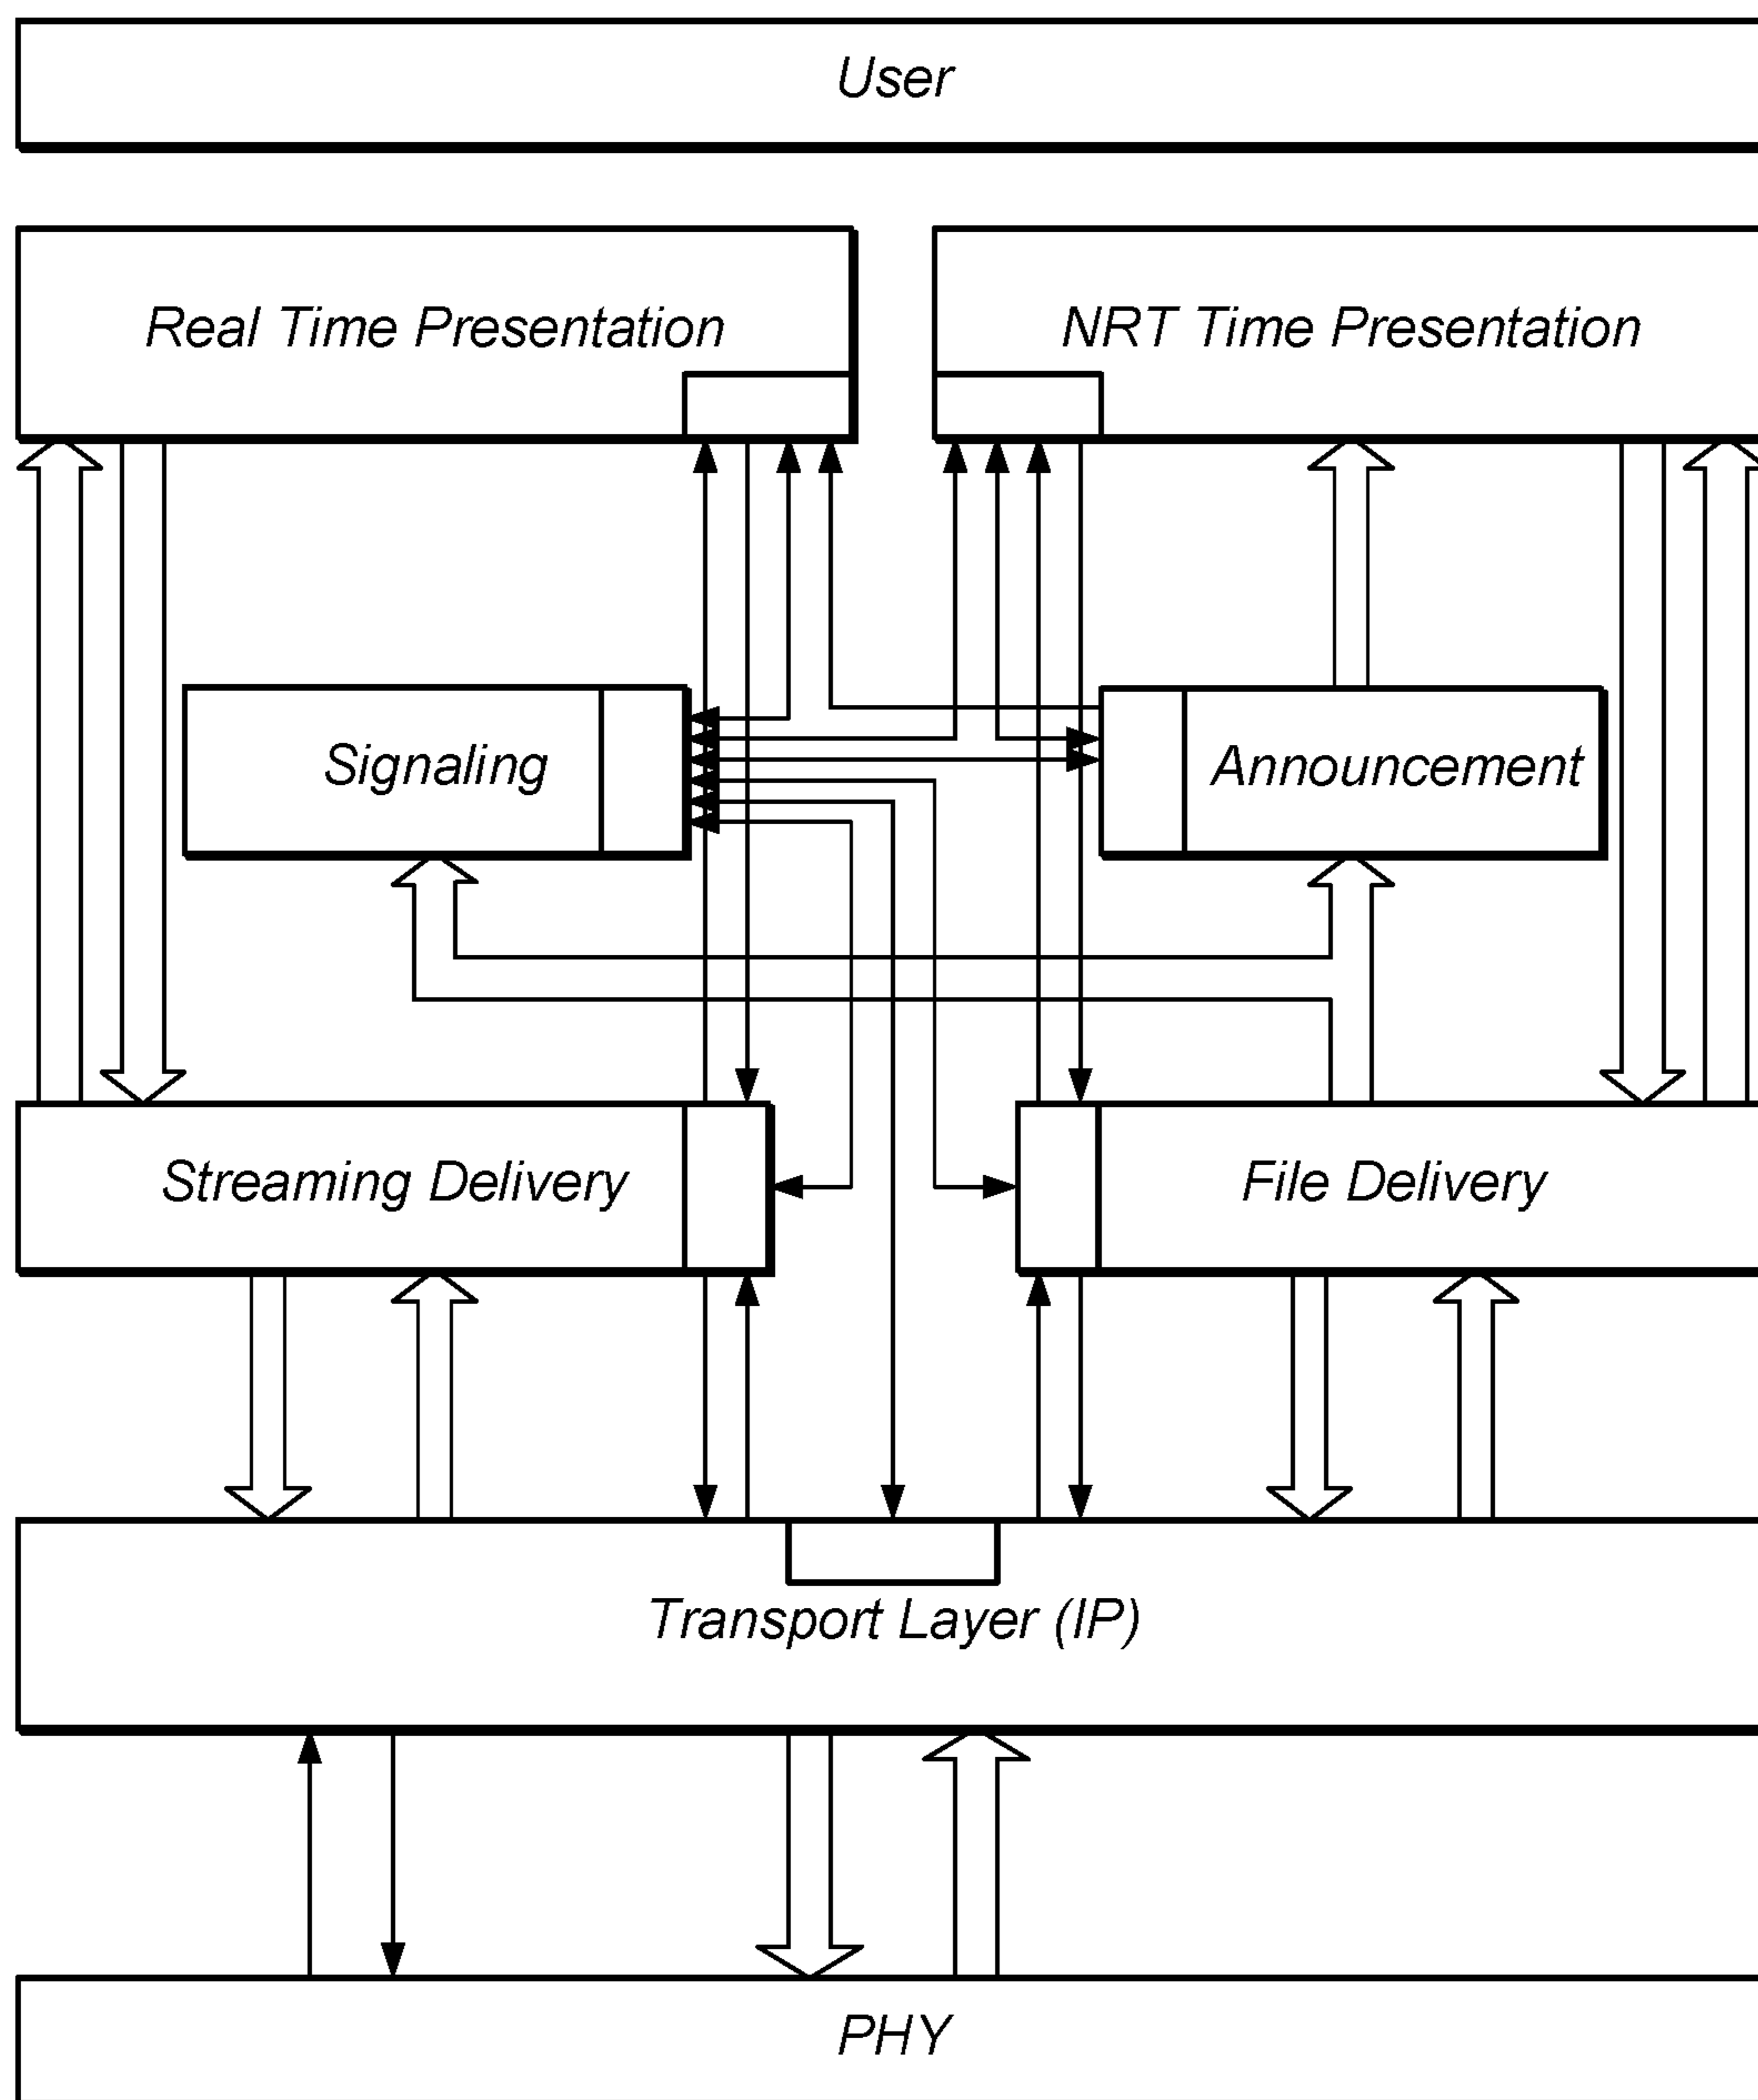 User
Real Time Presentation
NRT Time Presentation
Signaling
Announcement
Streaming Delivery
File Delivery
Transport Layer (IP)
PHY